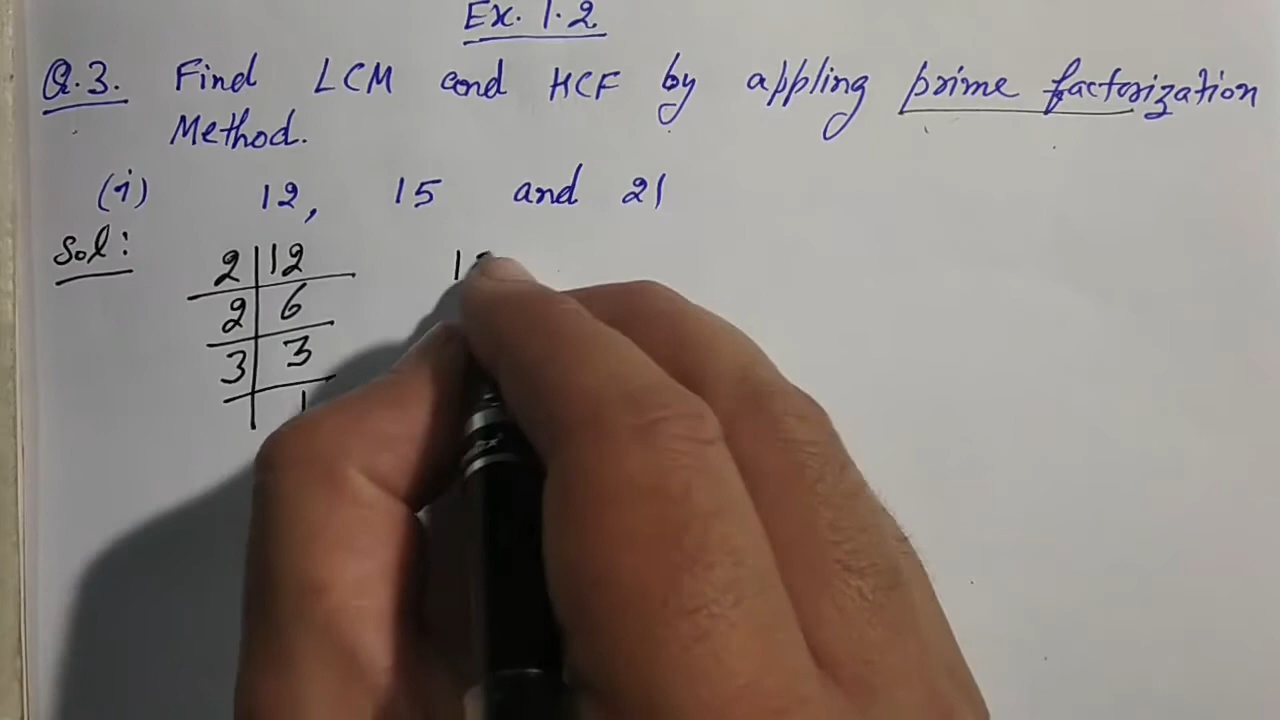 Ex. 1.2
Q.3. Find LCM and HCF by appling prime factorization
Method.
(i) 12, 15 and 21
Sol:
2 12
2 6
3 3
1